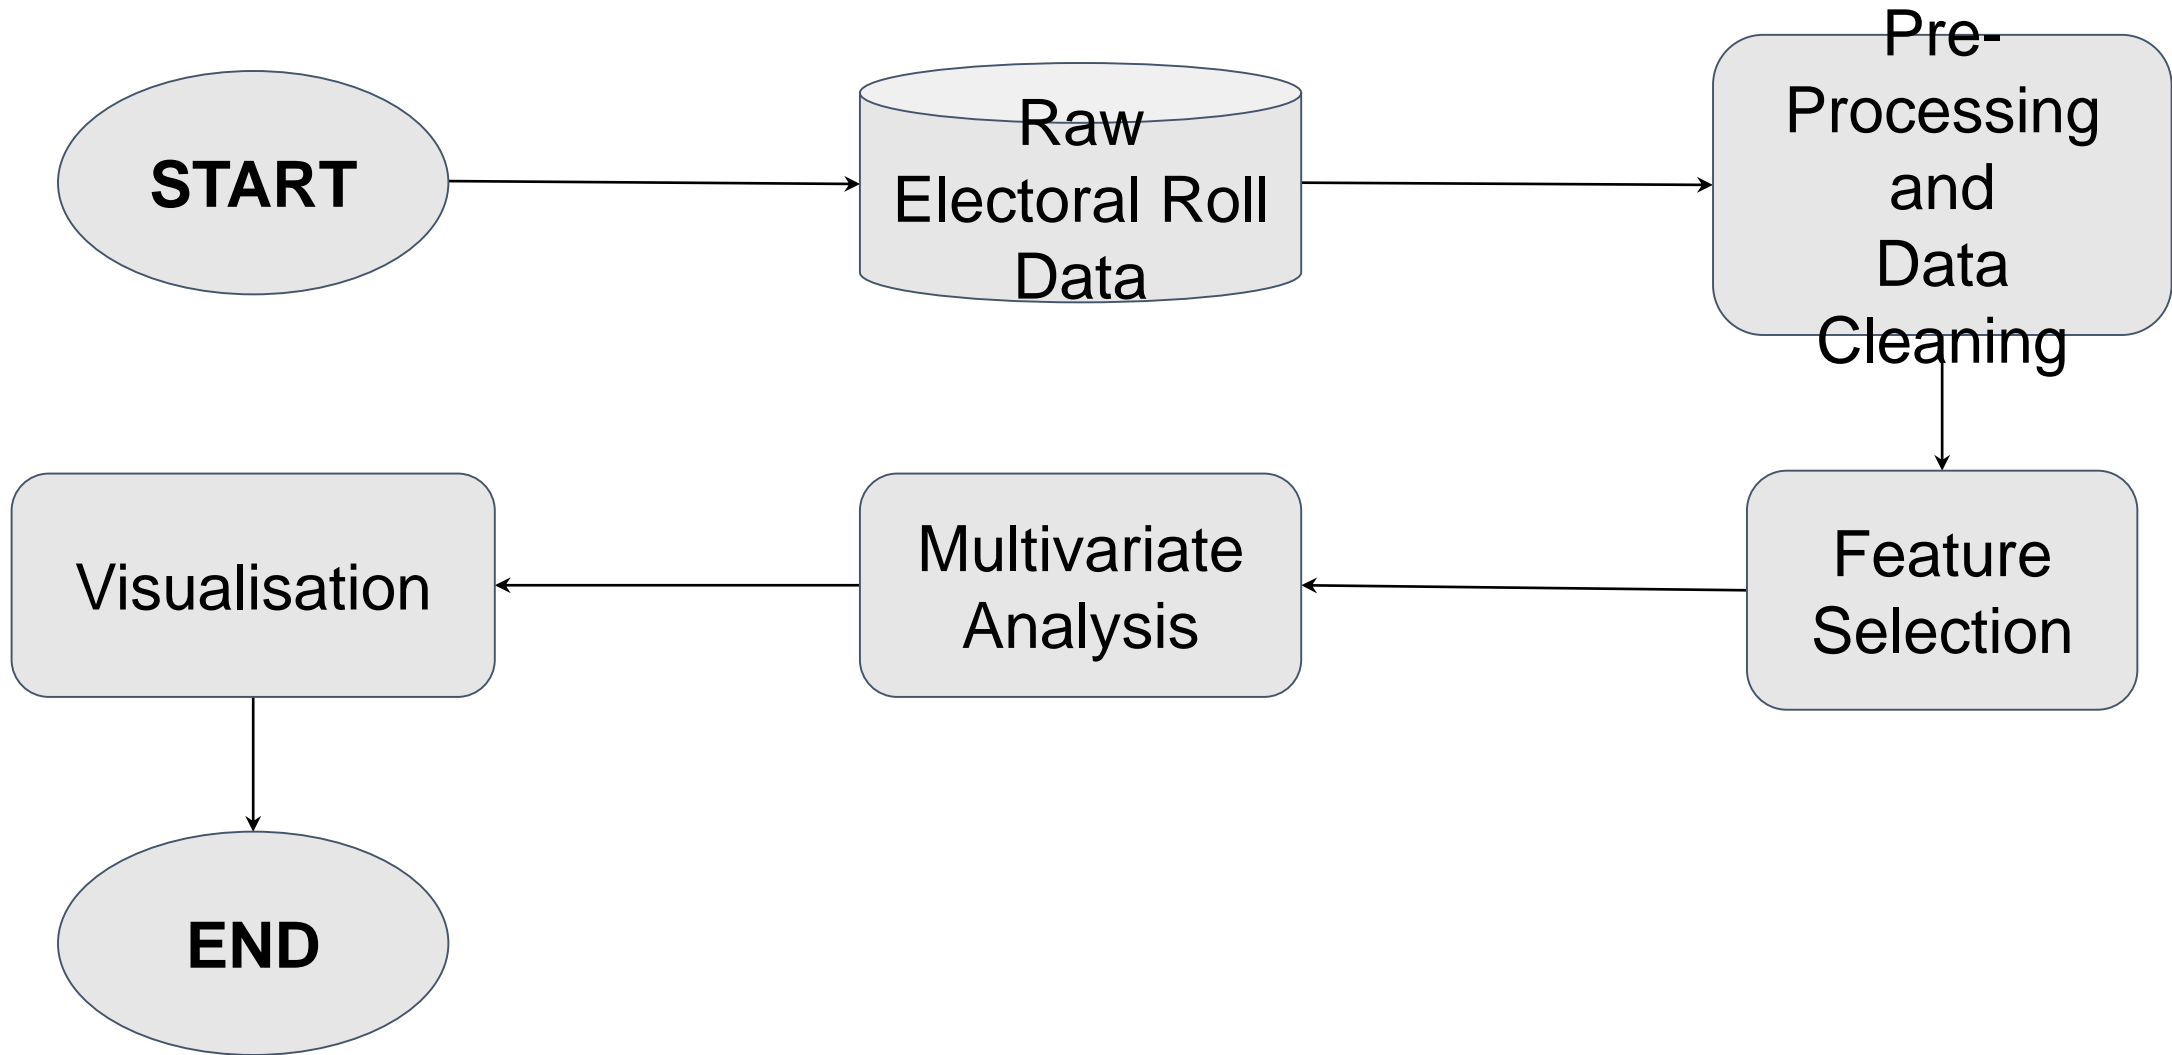 START
Raw
Electoral Roll
Data
Pre-
Processing
and
Data
Cleaning
Feature
Selection
Multivariate
Analysis
Visualisation
END